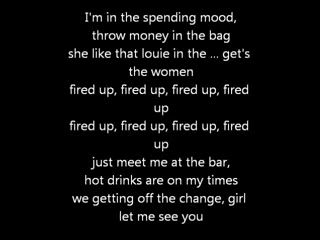 I'm in the spending mood,
throw money in the bag
she like that louie in the ... get's
the women
fired up, fired up, fired up, fired
up
fired up, fired up, fired up, fired
up
just meet me at the bar,
hot drinks are on my times
we getting off the change, girl
let me see you